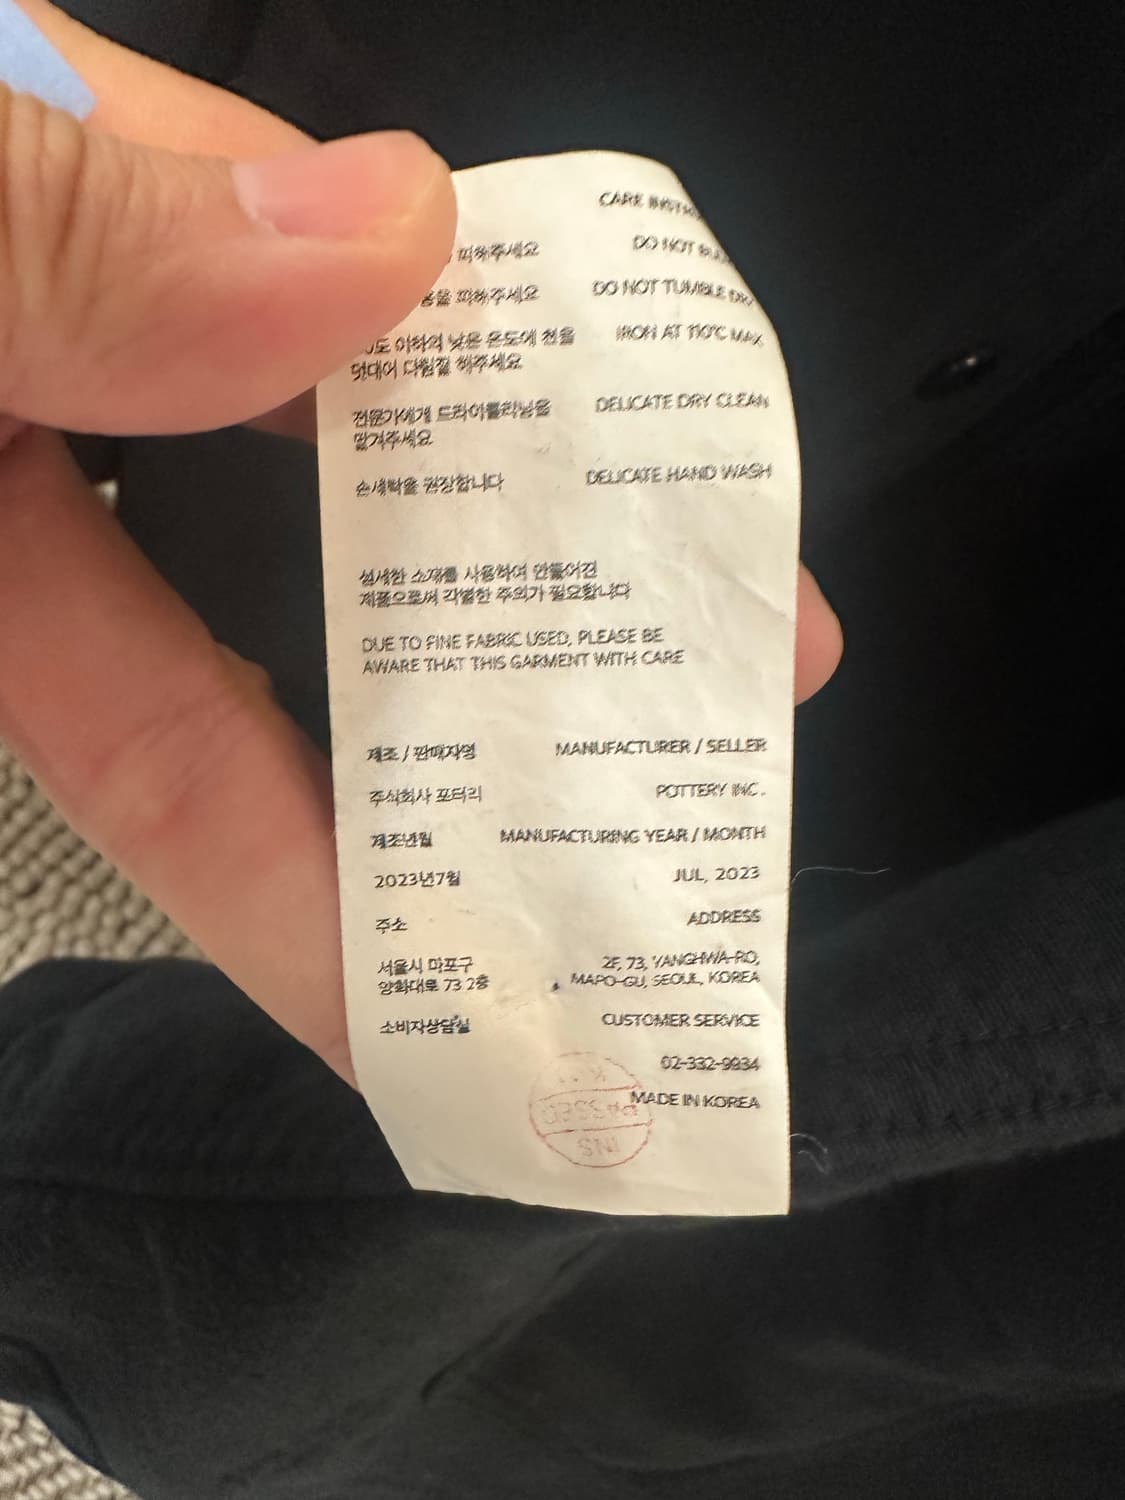 CARE
피해주세요
DO NOT
피해주세요
DO NOT TUMBLE DRY
이하의 낮은 온도에 천을
덧대어 다림질 해주세요
IRON AT 110°C MAX
전문가에게 드라이클리닝을
맡겨주세요
DELICATE DRY CLEAN
손세탁을 권장합니다
DELICATE HAND WASH
섬세한 소재를 사용하여 만들어진
제품으로써 각별한 주의가 필요합니다
DUE TO FINE FABRIC USED, PLEASE BE
AWARE THAT THIS GARMENT WITH CARE
제조 / 판매자명
MANUFACTURER / SELLER
주식회사 포터리
POTTERY INC.
제조년월
MANUFACTURING YEAR / MONTH
2023년 7월
JUL, 2023
주소
ADDRESS
서울시 마포구
양화대로 73 2층
2F, 73, YANGHWA-RO,
MAPO-GU, SEOUL, KOREA
소비자상담실
CUSTOMER SERVICE
02-332-9934
MADE IN KOREA
PASSED
INS